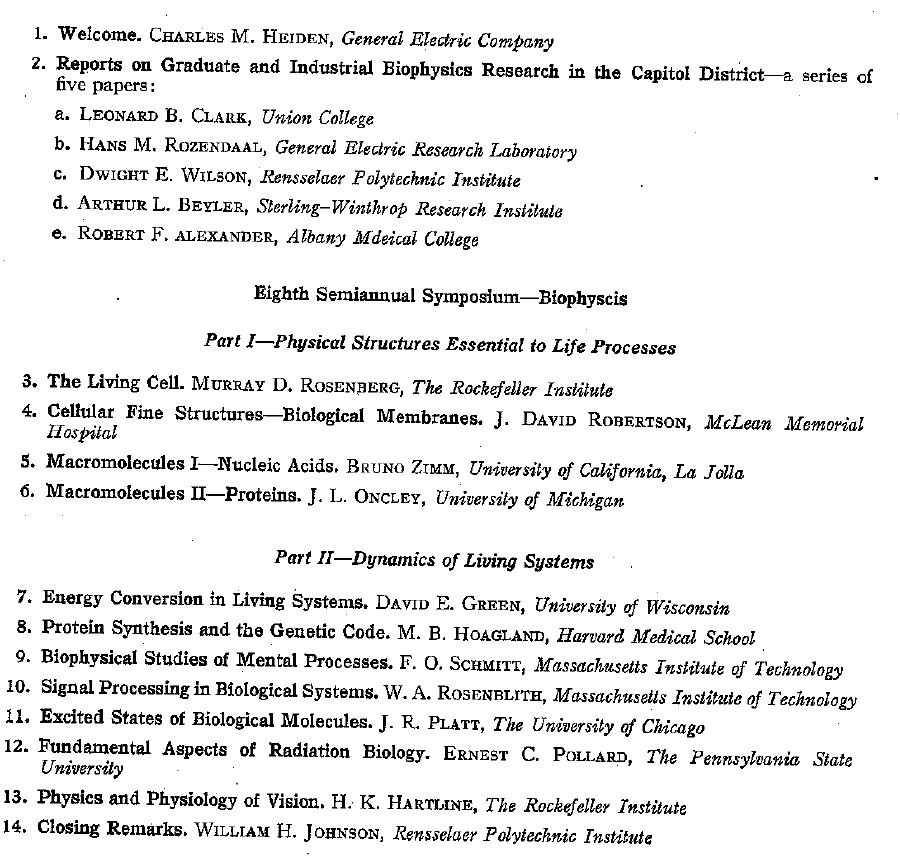 1. Welcome. CHARLES M. HEIDEN, General Electric Company
2. Reports on Graduate and Industrial Biophysics Research in the Capitol District—a series of
five papers:
a. LEONARD B. CLARK, Union College
b. HANS M. ROZENDAAL, General Electric Research Laboratory
c. DWIGHT E. WILSON, Rensselaer Polytechnic Institute
d. ARTHUR L. BEYLER, Sterling–Winthrop Research Institute
e. ROBERT F. ALEXANDER, Albany Mdeical College
Eighth Semiannual Symposium—Biophyscis
Part I—Physical Structures Essential to Life Processes
3. The Living Cell. MURRAY D. ROSENBERG, The Rockefeller Institute
4. Cellular Fine Structures—Biological Membranes. J. DAVID ROBERTSON, McLean Memorial
Hospital
5. Macromolecules I—Nucleic Acids. BRUNO ZIMM, University of California, La Jolla
6. Macromolecules II—Proteins. J. L. ONCLEY, University of Michigan
Part II—Dynamics of Living Systems
7. Energy Conversion in Living Systems. DAVID E. GREEN, University of Wisconsin
8. Protein Synthesis and the Genetic Code. M. B. HOAGLAND, Harvard Medical School
9. Biophysical Studies of Mental Processes. F. O. SCHMITT, Massachusetts Institute of Technology
10. Signal Processing in Biological Systems. W. A. ROSENBLITH, Massachusetts Institute of Technology
11. Excited States of Biological Molecules. J. R. PLATT, The University of Chicago
12. Fundamental Aspects of Radiation Biology. ERNEST C. POLLARD, The Pennsylvania State
University
13. Physics and Physiology of Vision. H. K. HARTLINE, The Rockefeller Institute
14. Closing Remarks. WILLIAM H. JOHNSON, Rensselaer Polytechnic Institute